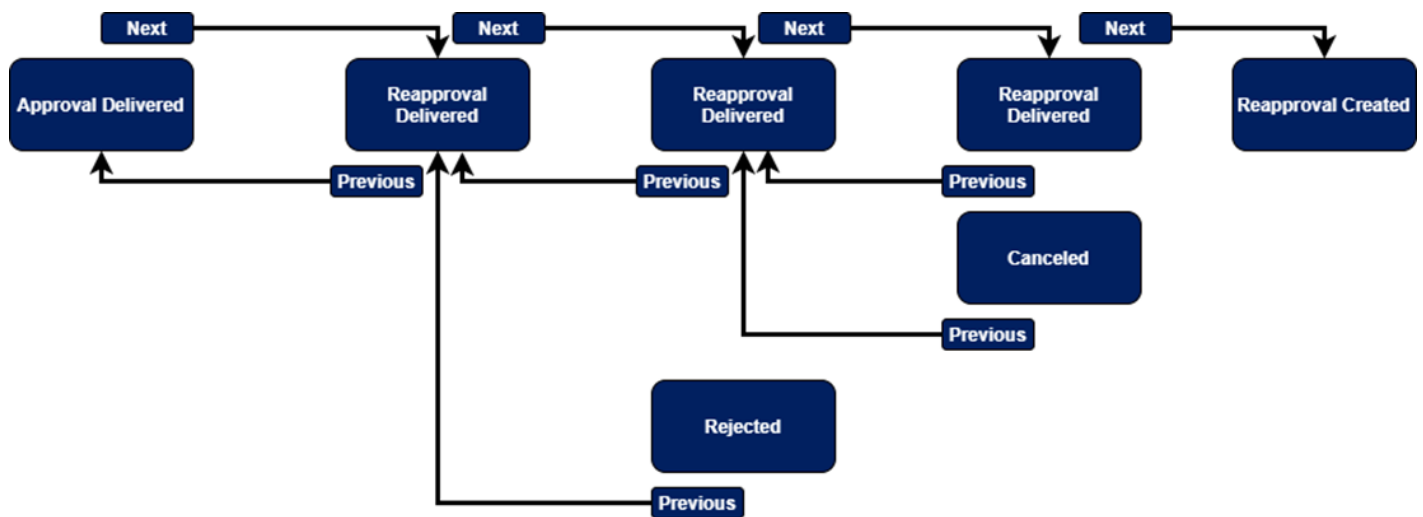 Next
Next
Next
Next
Approval Delivered
Reapproval
Delivered
Reapproval
Delivered
Reapproval
Delivered
Reapproval Created
Previous
Previous
Previous
Canceled
Previous
Rejected
Previous